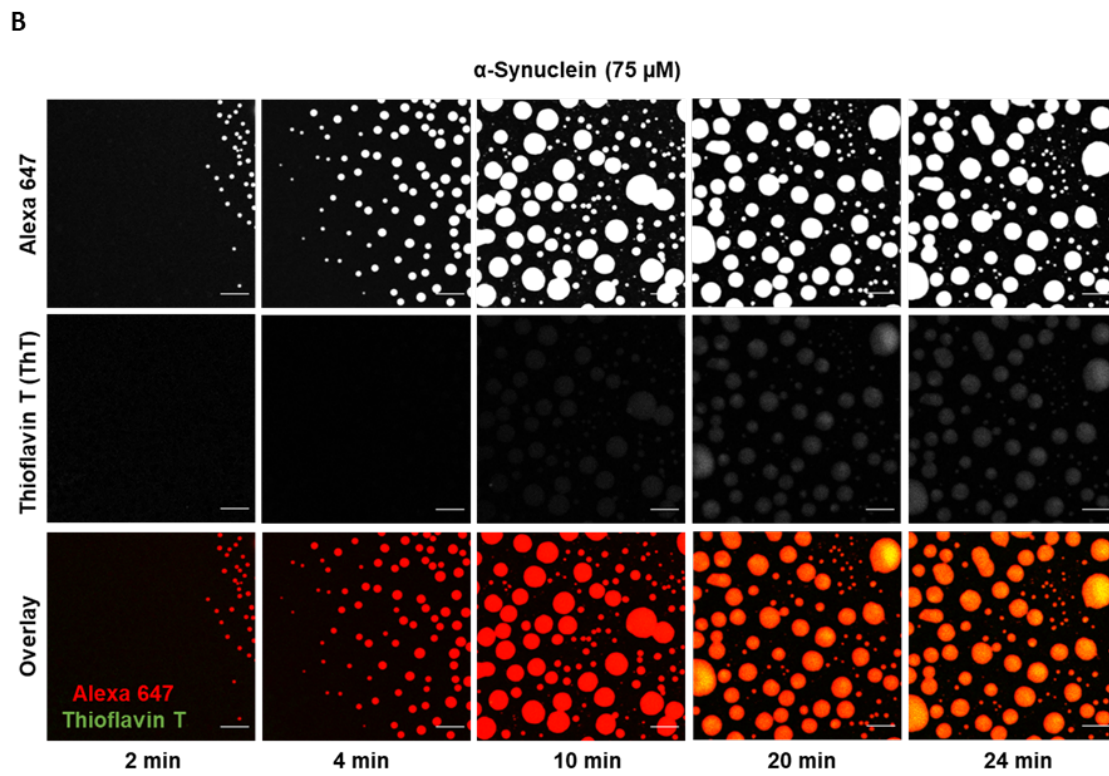 B
α-Synuclein (75 µM)
Alexa 647
Thioflavin T (ThT)
Overlay
Alexa 647
Thioflavin T
2 min
4 min
10 min
20 min
24 min